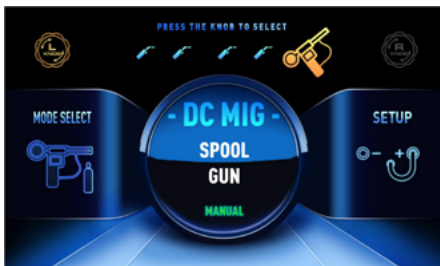 PRESS THE KNOB TO SELECT
L
R
MODE SELECT
- DC MIG -
SETUP
SPOOL
GUN
MANUAL